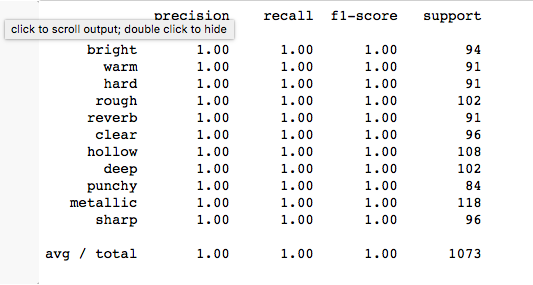 precision recall f1-score support
click to scroll output; double click to hide
bright 1.00 1.00 1.00 94
warm 1.00 1.00 1.00 91
hard 1.00 1.00 1.00 91
rough 1.00 1.00 1.00 102
reverb 1.00 1.00 1.00 91
clear 1.00 1.00 1.00 96
hollow 1.00 1.00 1.00 108
deep 1.00 1.00 1.00 102
punchy 1.00 1.00 1.00 84
metallic 1.00 1.00 1.00 118
sharp 1.00 1.00 1.00 96
avg / total 1.00 1.00 1.00 1073